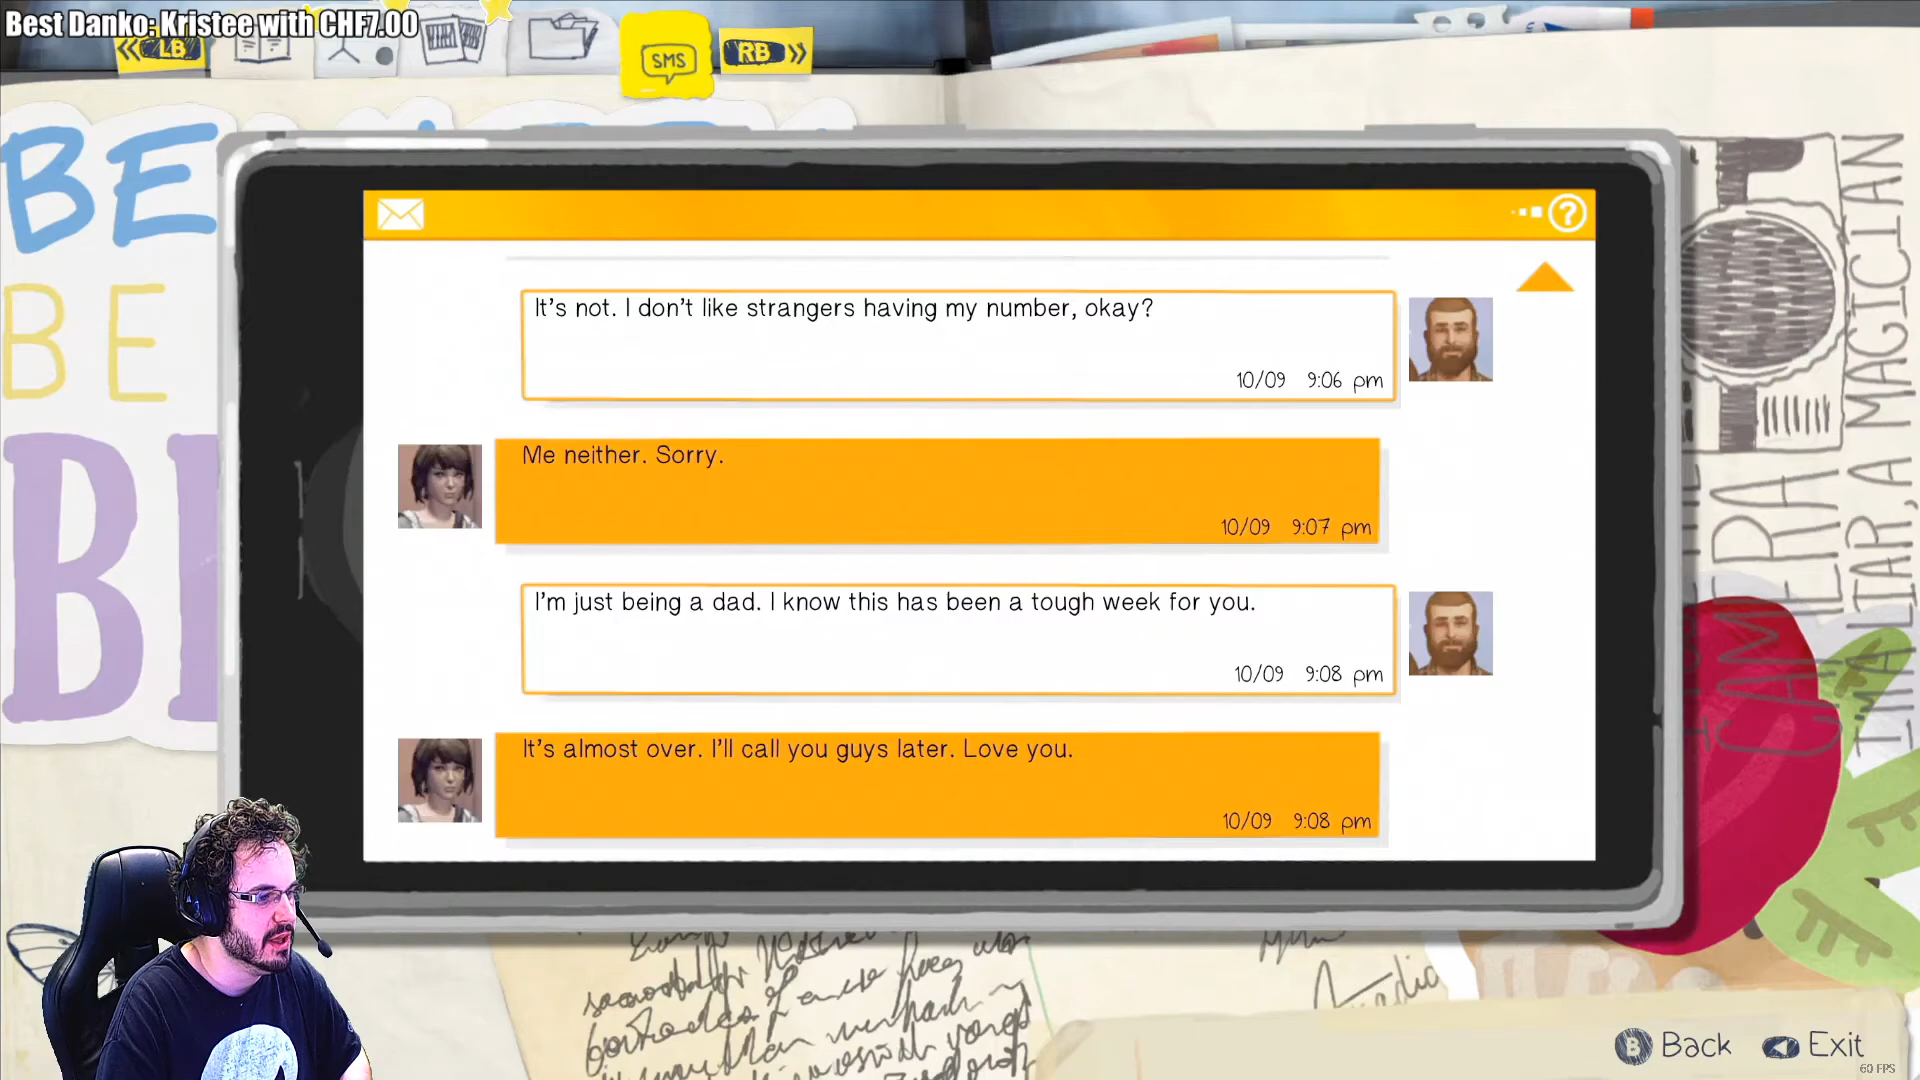 Best Danko: Kristee with CHF7.00
LB
SMS
RB
BE
BE
It's not. I don't like strangers having my number, okay?
10/09 9:06 pm
Me neither. Sorry.
10/09 9:07 pm
I'm just being a dad. I know this has been a tough week for you.
10/09 9:08 pm
It's almost over. I'll call you guys later. Love you.
10/09 9:08 pm
CAMERA
LIAR, A MAGICIAN
?
B Back
Exit
60 FPS